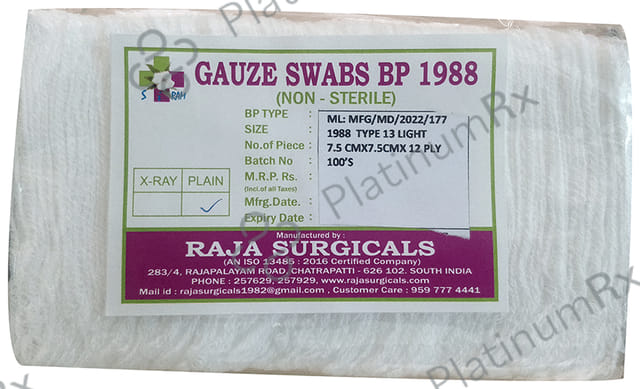 GAUZE SWABS BP 1988
(NON - STERILE)
S RAM
BP TYPE :
SIZE :
No.of Piece :
Batch No :
M.R.P. Rs. :
(Incl.of all Taxes)
Mfrg.Date. :
Expiry Date :
ML: MFG/MD/2022/177
1988 TYPE 13 LIGHT
7.5 CMX7.5CMX 12 PLY
100'S
X-RAY PLAIN
✓
Manufactured by :
RAJA SURGICALS
(AN ISO 13485 : 2016 Certified Company)
283/4, RAJAPALAYAM ROAD, CHATRAPATTI - 626 102. SOUTH INDIA
PHONE : 257629, 257929, www.rajasurgicals.com
Mail id : rajasurgicals1982@gmail.com , Customer Care : 959 777 4441
PlatinumRx
PlatinumRx
PlatinumRx
PlatinumRx